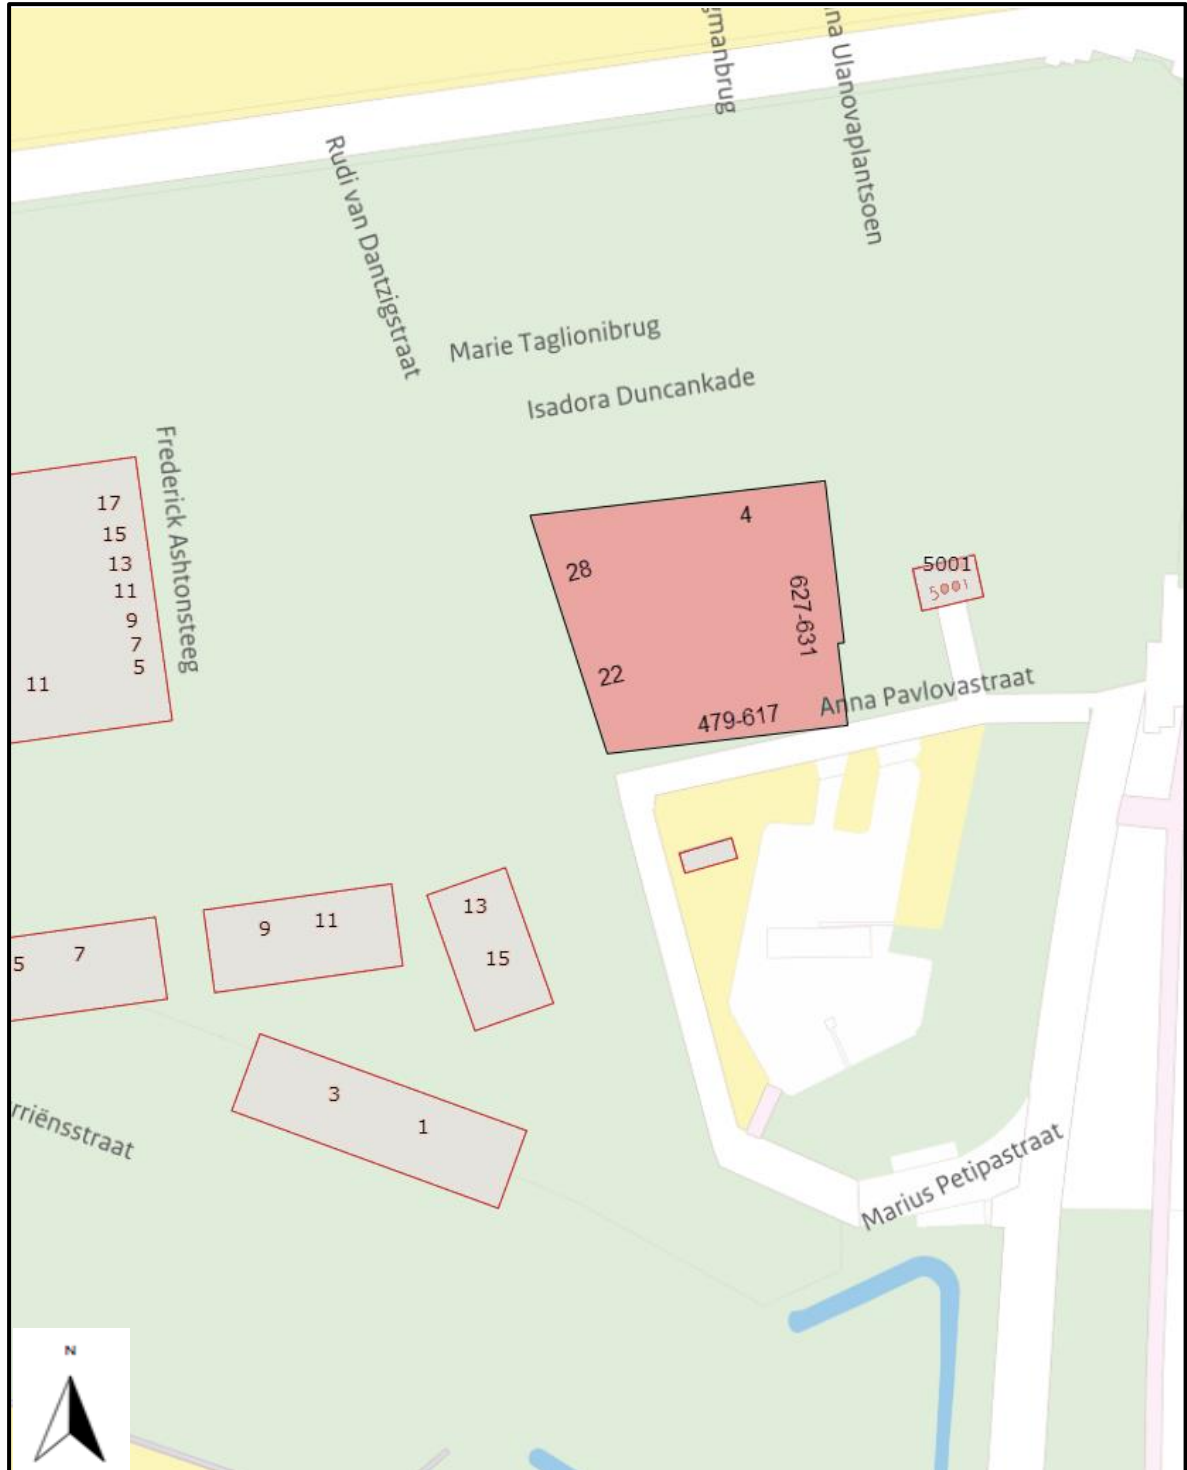 gmanbrug
na Ulanovaplantsoen
Rudi van Dantzigstraat
Marie Taglionibrug
Isadora Duncankade
Frederick Ashtonsteeg
17
15
13
11
9
7
5
11
4
28
627-631
22
479-617
5001
5001
Anna Pavlovastraat
13
15
9
11
7
5
3
1
rriënsstraat
Marius Petipastraat
N